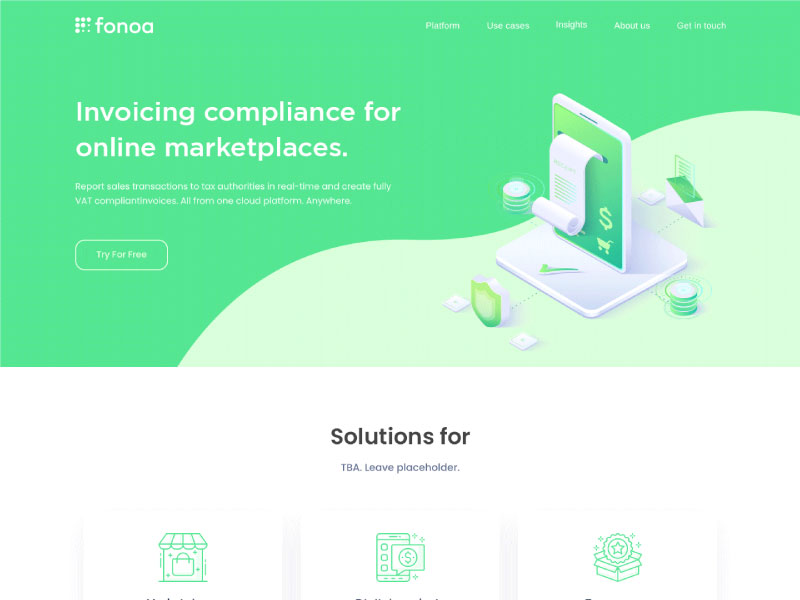 fonoa
Platform
Use cases
Insights
About us
Get in touch
Invoicing compliance for
online marketplaces.
Report sales transactions to tax authorities in real-time and create fully
VAT compliantinvoices. All from one cloud platform. Anywhere.
Try For Free
RECEIPT
Solutions for
TBA. Leave placeholder.